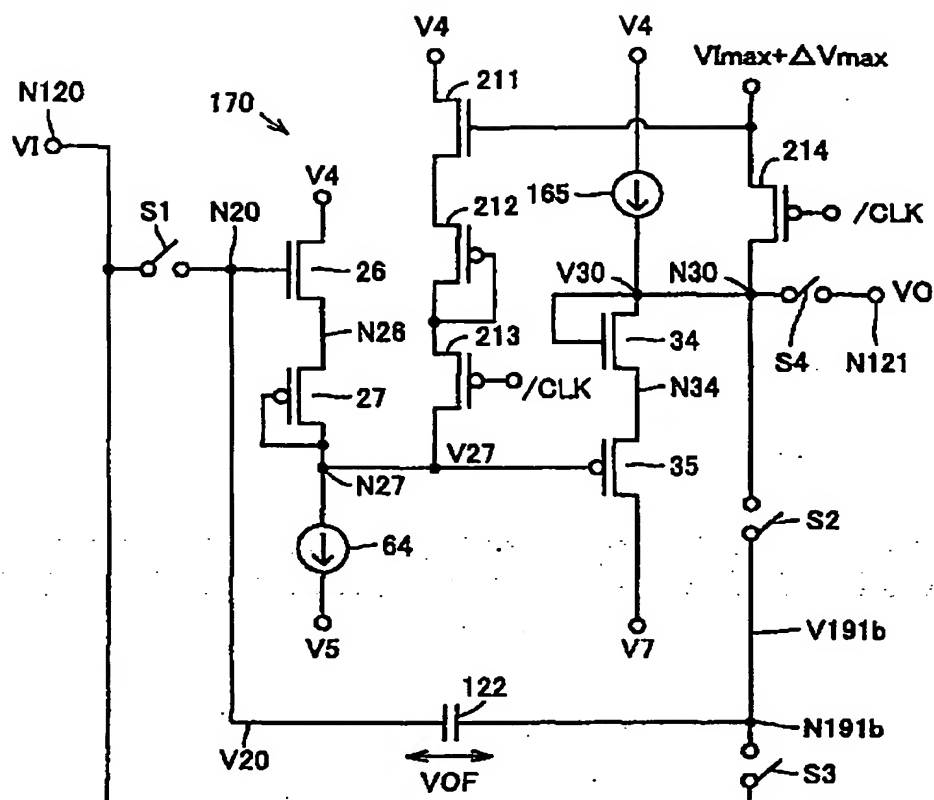 V4
V4
VImax+ΔVmax
N120
170
211
VI
214
V4
165
212
/CLK
S1
N20
26
V30
N30
VO
N26
213
34
S4
N121
27
/CLK
N34
V27
35
N27
S2
64
V5
V7
V191b
122
N191b
V20
VOF
S3